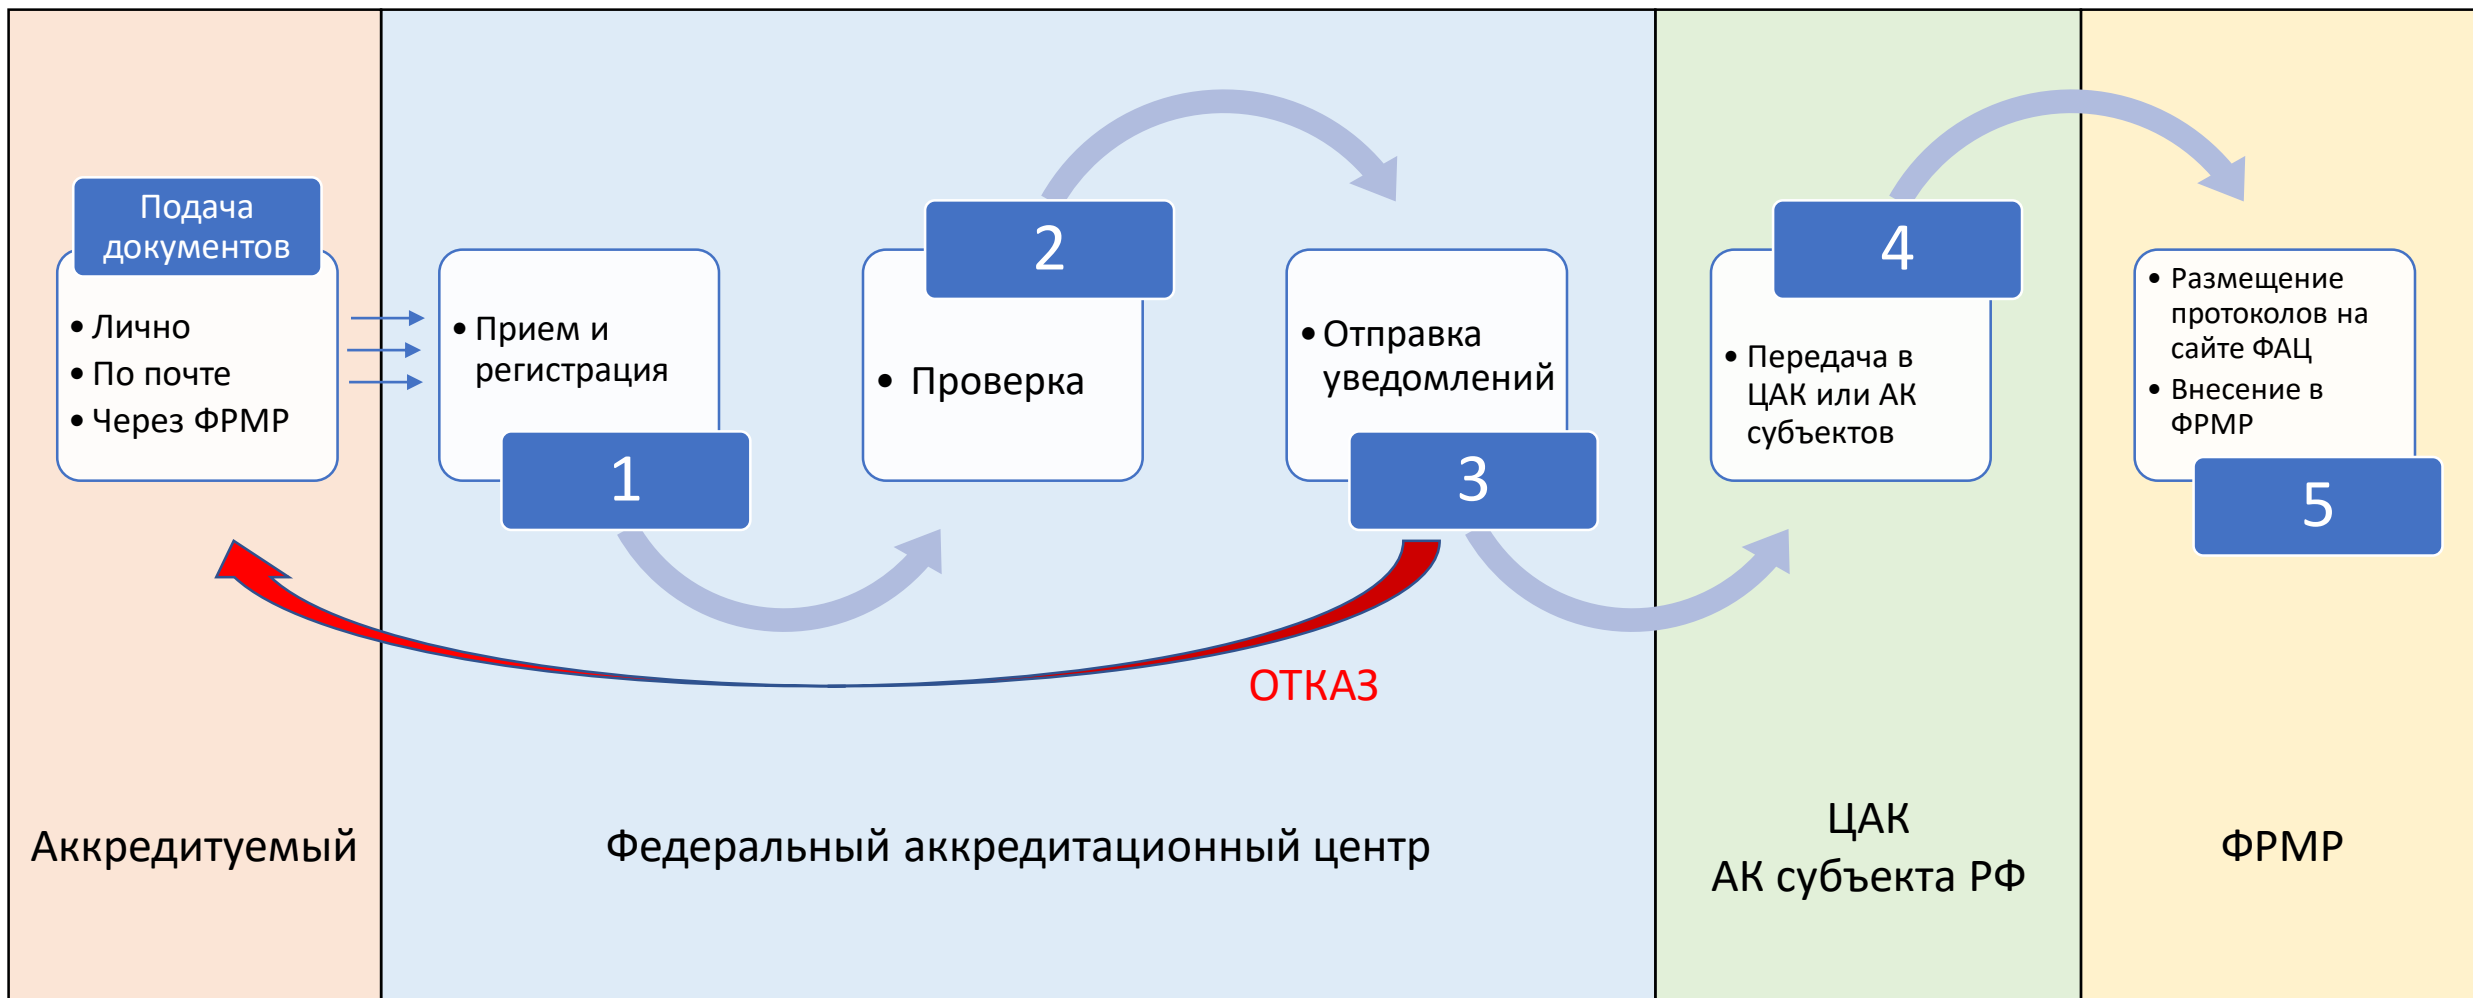 Подача
документов
• Лично
• По почте
• Через ФРМР
• Прием и
регистрация
1
2
• Проверка
• Отправка
уведомлений
3
4
• Передача в
ЦАК или АК
субъектов
• Размещение
протоколов на
сайте ФАЦ
• Внесение в
ФРМР
5
ОТКАЗ
Аккредитуемый
Федеральный аккредитационный центр
ЦАК
АК субъекта РФ
ФРМР